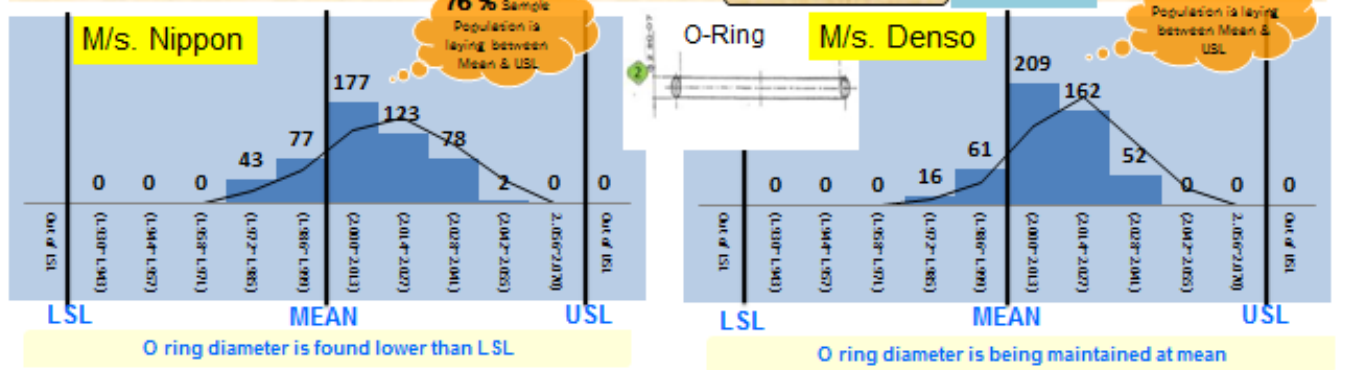 76 % Sample
Population is
laying between
Mean & USL
M/s. Nippon
O-Ring
2
M/s. Denso
Population is laying
between Mean &
USL
0
0
0
43
77
177
123
78
2
0
0
0
0
0
16
61
209
162
52
0
0
0
Out of LSL
(1.930~1.943)
(1.944~1.957)
(1.958~1.971)
(1.972~1.985)
(1.986~1.999)
(2.000~2.013)
(2.014~2.027)
(2.028~2.041)
(2.042~2.055)
2.056~2.070)
Out of USL
Out of LSL
(1.930~1.943)
(1.944~1.957)
(1.958~1.971)
(1.972~1.985)
(1.986~1.999)
(2.000~2.013)
(2.014~2.027)
(2.028~2.041)
(2.042~2.055)
2.056~2.070)
Out of USL
LSL
MEAN
USL
LSL
MEAN
USL
O ring diameter is found lower than LSL
O ring diameter is being maintained at mean